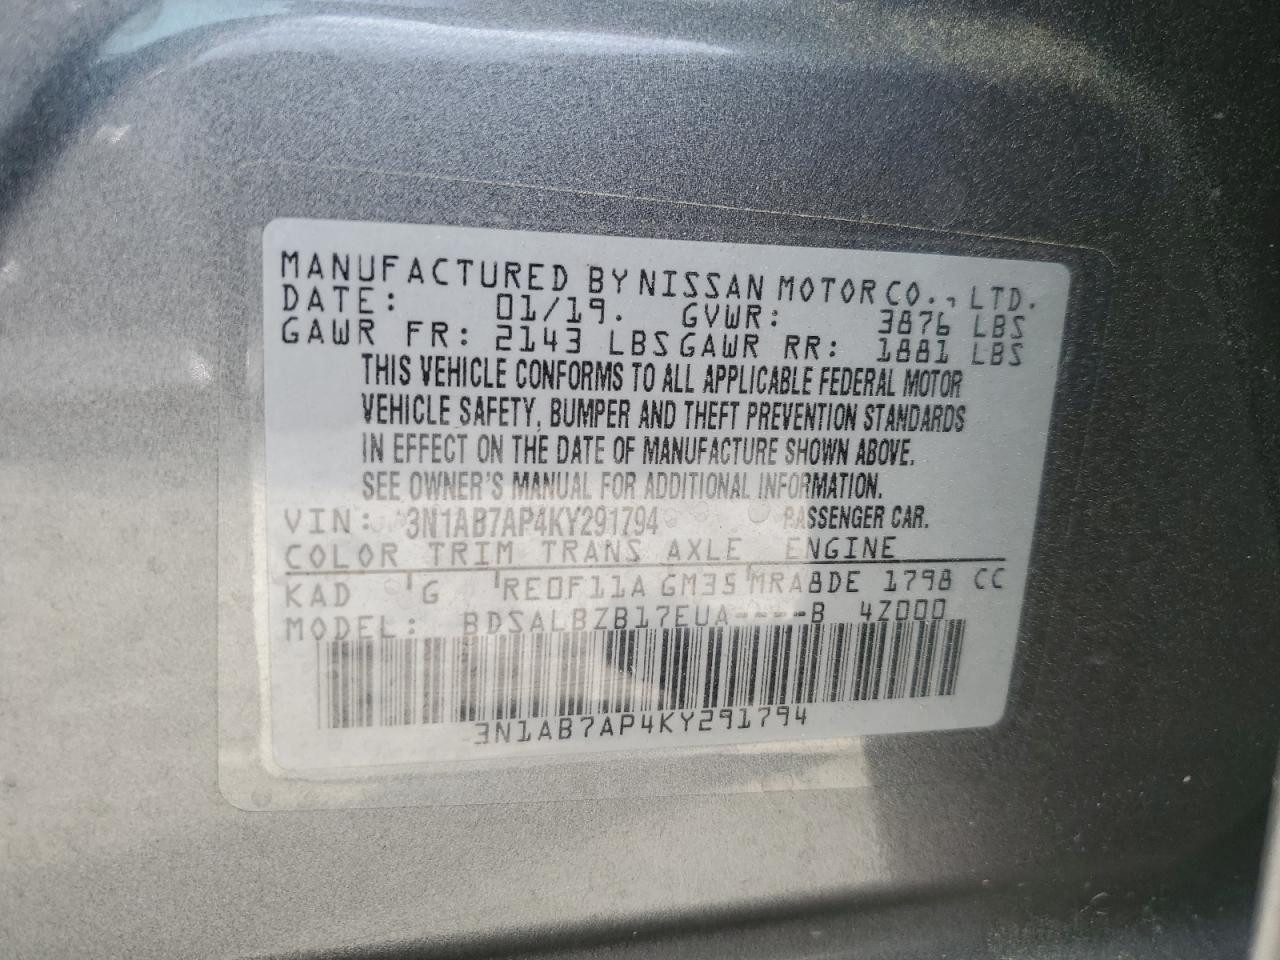 MANUFACTURED BY NISSAN MOTOR CO., LTD.
DATE: 01/19. GVWR: 3876 LBS
GAWR FR: 2143 LBS GAWR RR: 1881 LBS
THIS VEHICLE CONFORMS TO ALL APPLICABLE FEDERAL MOTOR
VEHICLE SAFETY, BUMPER AND THEFT PREVENTION STANDARDS
IN EFFECT ON THE DATE OF MANUFACTURE SHOWN ABOVE.
SEE OWNER'S MANUAL FOR ADDITIONAL INFORMATION.
VIN: 3N1AB7AP4KY291794 PASSENGER CAR.
COLOR TRIM TRANS AXLE ENGINE
KAD G RE0F11A GM35 MRA8DE 1798 CC
MODEL: BDSALBZB17EUA----B 4Z000
3N1AB7AP4KY291794